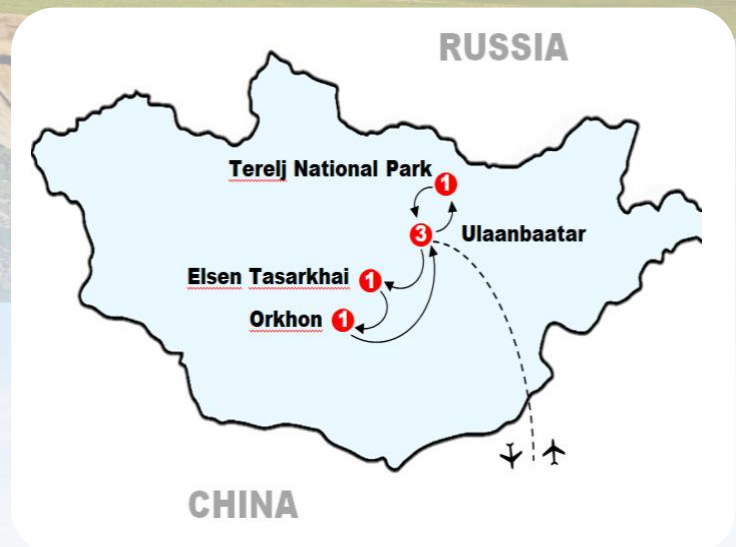 RUSSIA
Terelj National Park
1
3
Ulaanbaatar
Elsen Tasarkhai
1
Orkhon
1
CHINA